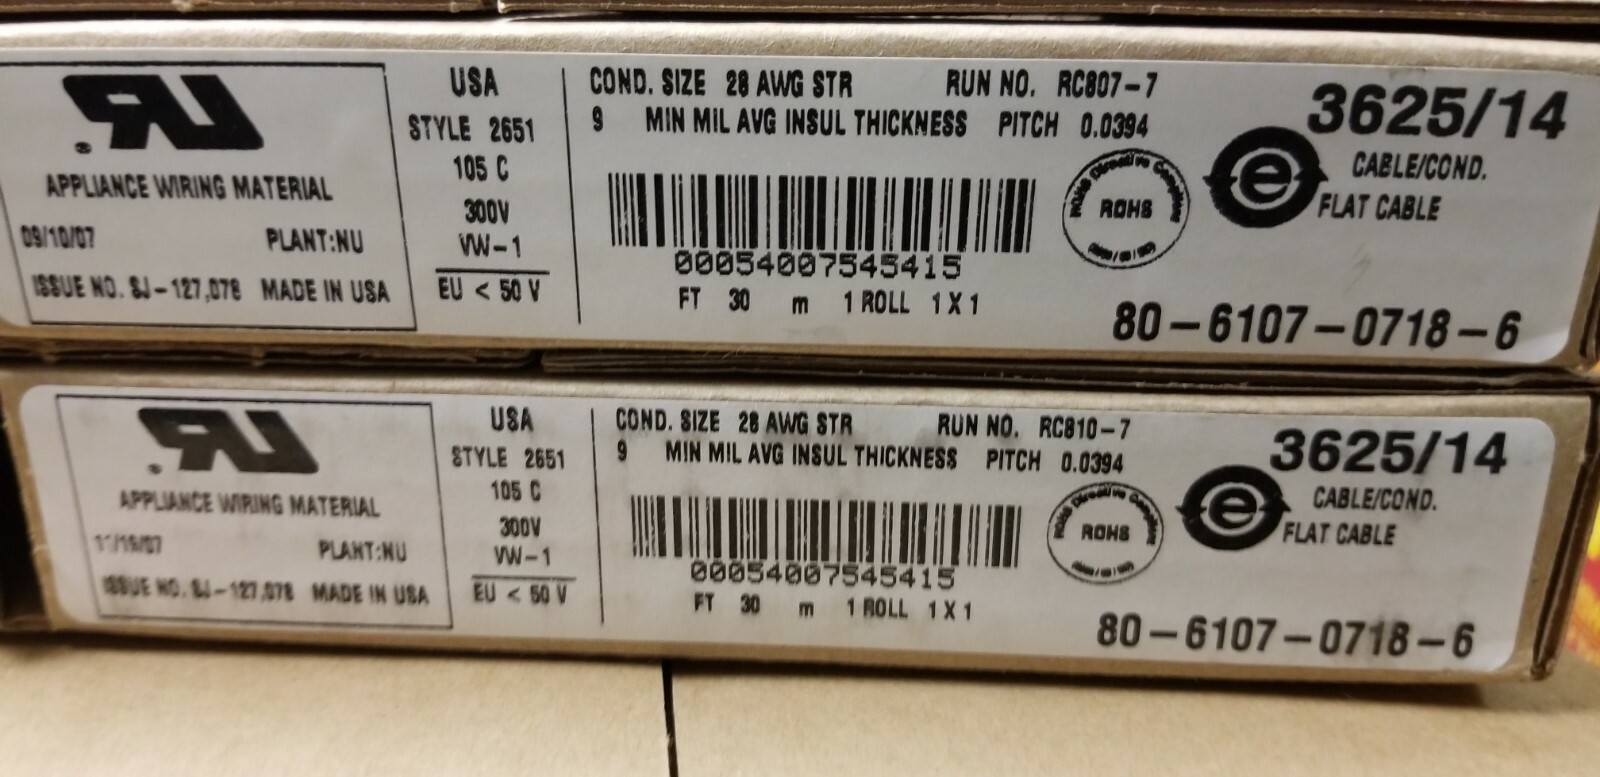 USA
STYLE 2651
105 C
300V
VW-1
EU < 50 V
APPLIANCE WIRING MATERIAL
09/10/07 PLANT:NU
ISSUE NO. SJ-127,078 MADE IN USA
COND. SIZE 28 AWG STR RUN NO. RC807-7
9 MIN MIL AVG INSUL THICKNESS PITCH 0.0394
00054007545415
FT 30 m 1 ROLL 1 X 1
ROHS Directive Compliant
ROHS
3625/14
CABLE/COND.
FLAT CABLE
80-6107-0718-6
USA
STYLE 2651
105 C
300V
VW-1
EU < 50 V
APPLIANCE WIRING MATERIAL
PLANT:NU
ISSUE NO. SJ-127,078 MADE IN USA
COND. SIZE 28 AWG STR RUN NO. RC810-7
9 MIN MIL AVG INSUL THICKNESS PITCH 0.0394
00054007545415
FT 30 m 1 ROLL 1 X 1
ROHS Directive Compliant
ROHS
3625/14
CABLE/COND.
FLAT CABLE
80-6107-0718-6